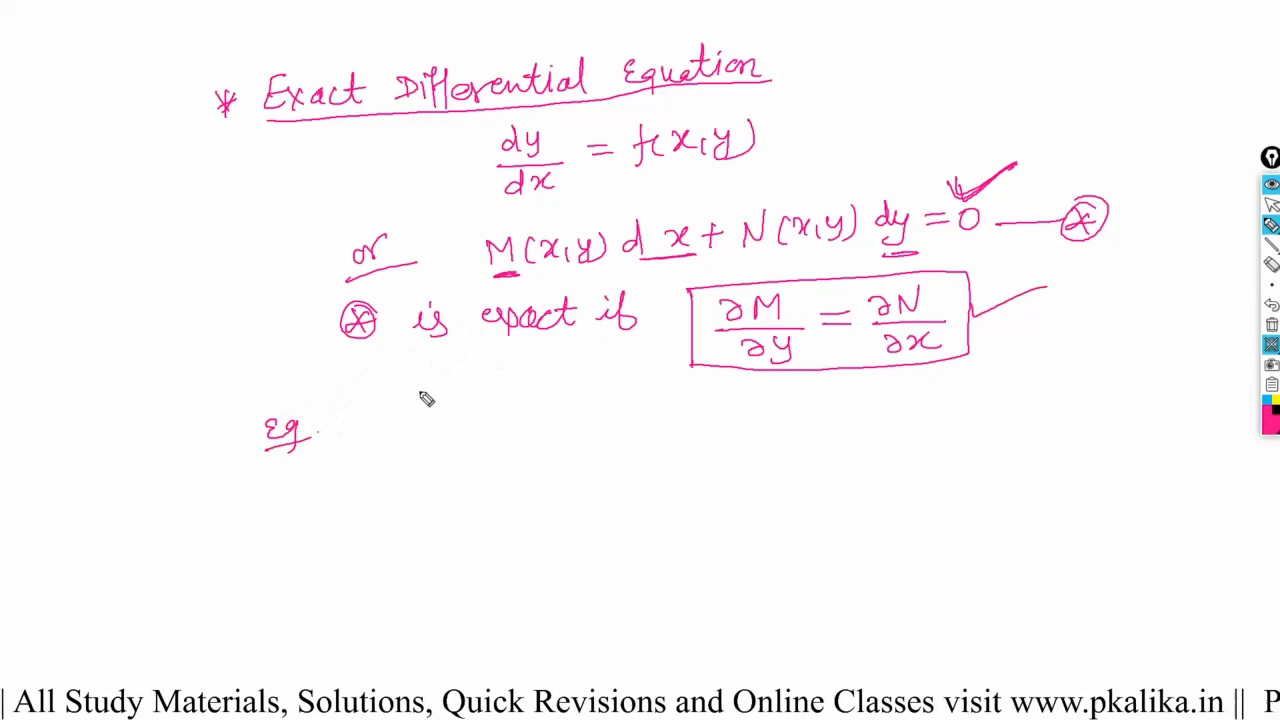 * Exact Differential Equation
dy/dx = f(x,y)
or M(x,y) dx + N(x,y) dy = 0 — ⊛
⊛ is exact if ∂M/∂y = ∂N/∂x
Eg
| All Study Materials, Solutions, Quick Revisions and Online Classes visit www.pkalika.in || P